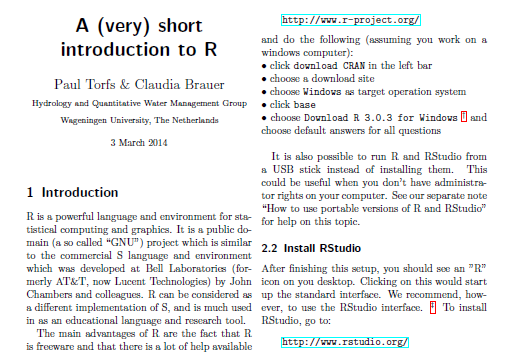 A (very) short
introduction to R
Paul Torfs & Claudia Brauer
Hydrology and Quantitative Water Management Group
Wageningen University, The Netherlands
3 March 2014
1 Introduction
R is a powerful language and environment for sta-
tistical computing and graphics. It is a public do-
main (a so called “GNU”) project which is similar
to the commercial S language and environment
which was developed at Bell Laboratories (for-
merly AT&T, now Lucent Technologies) by John
Chambers and colleagues. R can be considered as
a different implementation of S, and is much used
in as an educational language and research tool.
The main advantages of R are the fact that R
is freeware and that there is a lot of help available
http://www.r-project.org/
and do the following (assuming you work on a
windows computer):
• click download CRAN in the left bar
• choose a download site
• choose Windows as target operation system
• click base
• choose Download R 3.0.3 for Windows † and
choose default answers for all questions
It is also possible to run R and RStudio from
a USB stick instead of installing them. This
could be useful when you don't have administra-
tor rights on your computer. See our separate note
“How to use portable versions of R and RStudio”
for help on this topic.
2.2 Install RStudio
After finishing this setup, you should see an ”R”
icon on you desktop. Clicking on this would start
up the standard interface. We recommend, how-
ever, to use the RStudio interface. ‡ To install
RStudio, go to:
http://www.rstudio.org/